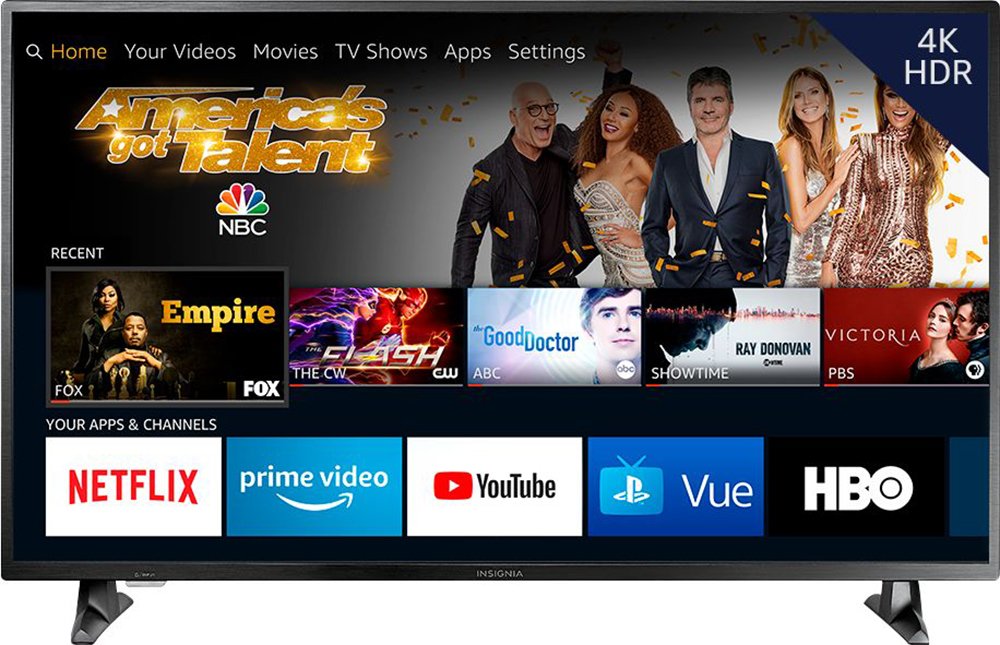 Home Your Videos Movies TV Shows Apps Settings
4K
HDR
America's
got Talent
NBC
RECENT
Empire
FOX
FOX
THE FLASH
THE CW
CW
the GoodDoctor
ABC
abc
RAY DONOVAN
SHOWTIME
SHOWTIME
VICTORIA
PBS
YOUR APPS & CHANNELS
NETFLIX
prime video
YouTube
Vue
HBO
INSIGNIA